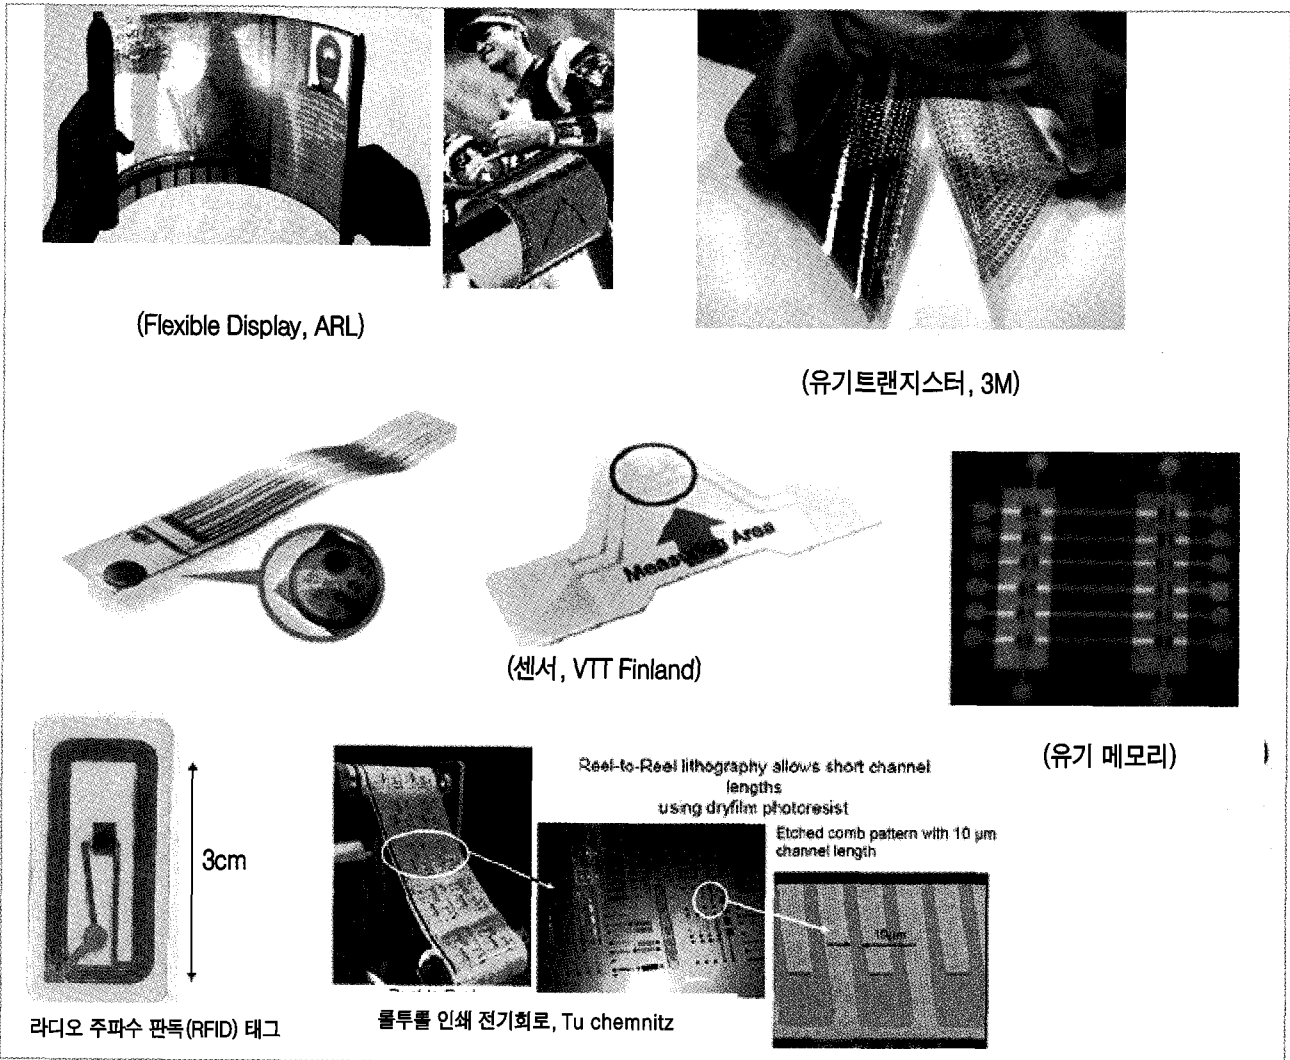 (Flexible Display, ARL)
(유기트랜지스터, 3M)
Measuring Area
(센서, VTT Finland)
(유기 메모리)
3cm
라디오 주파수 판독(RFID) 태그
Reel-to-Reel lithography allows short channel
lengths
using dryfilm photoresist
Etched comb pattern with 10 μm
channel length
10μm
롤투롤 인쇄 전기회로, Tu chemnitz